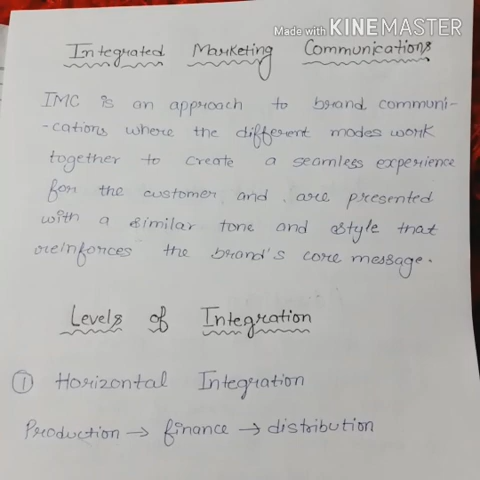 Made with KINEMASTER
Integrated Marketing Communications
IMC is an approach to brand communi-
-cations where the different modes work
together to create a seamless experience
for the customer and are presented
with a similar tone and style that
reinforces the brand's core message.
Levels of Integration
① Horizontal Integration
Production → finance → distribution